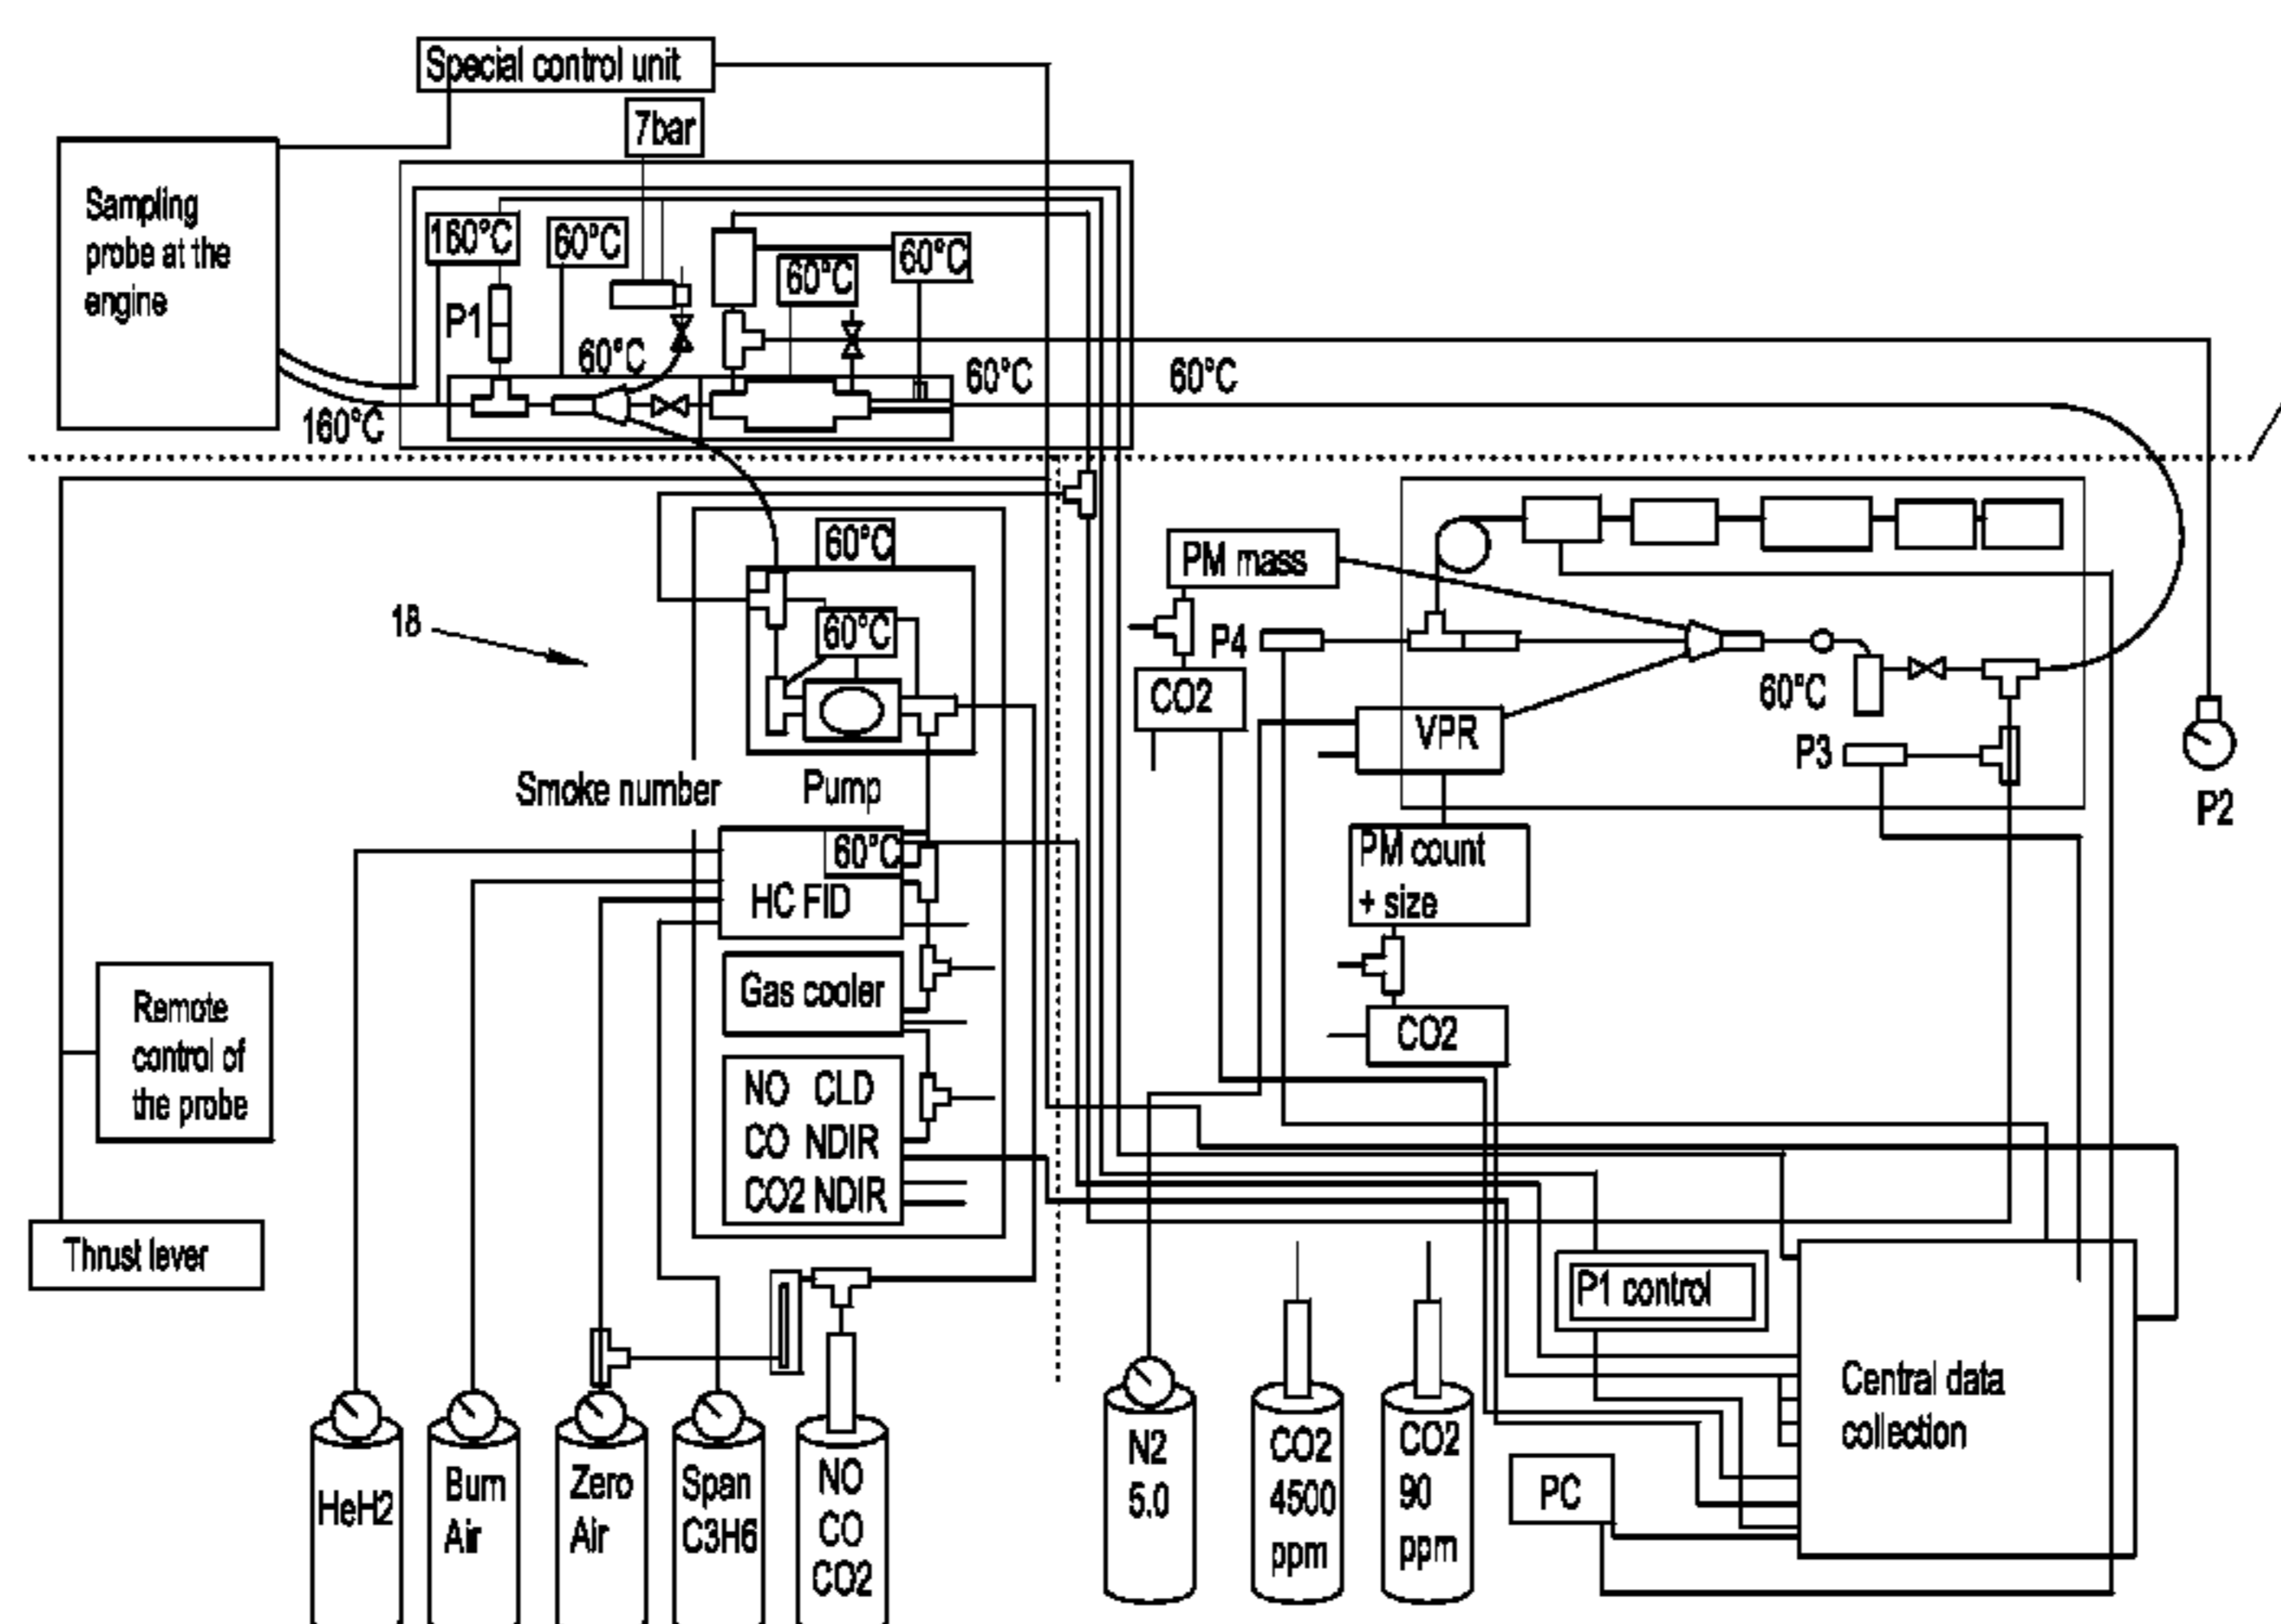 Special control unit
7bar
Sampling
probe at the
engine
160°C
60°C
60°C
60°C
P1
60°C
60°C
60°C
160°C
60°C
PM mass
18
60°C
P4
CO2
60°C
VPR
P3
P2
Smoke number
Pump
60°C
HC FID
PM count
+ size
Gas cooler
Remote
control of
the probe
CO2
NO CLD
CO NDIR
CO2 NDIR
Thrust lever
P1 control
Central data
collection
PC
HeH2
Burn
Air
Zero
Air
Span
C3H6
NO
CO
CO2
N2
5.0
CO2
4500
ppm
CO2
90
ppm